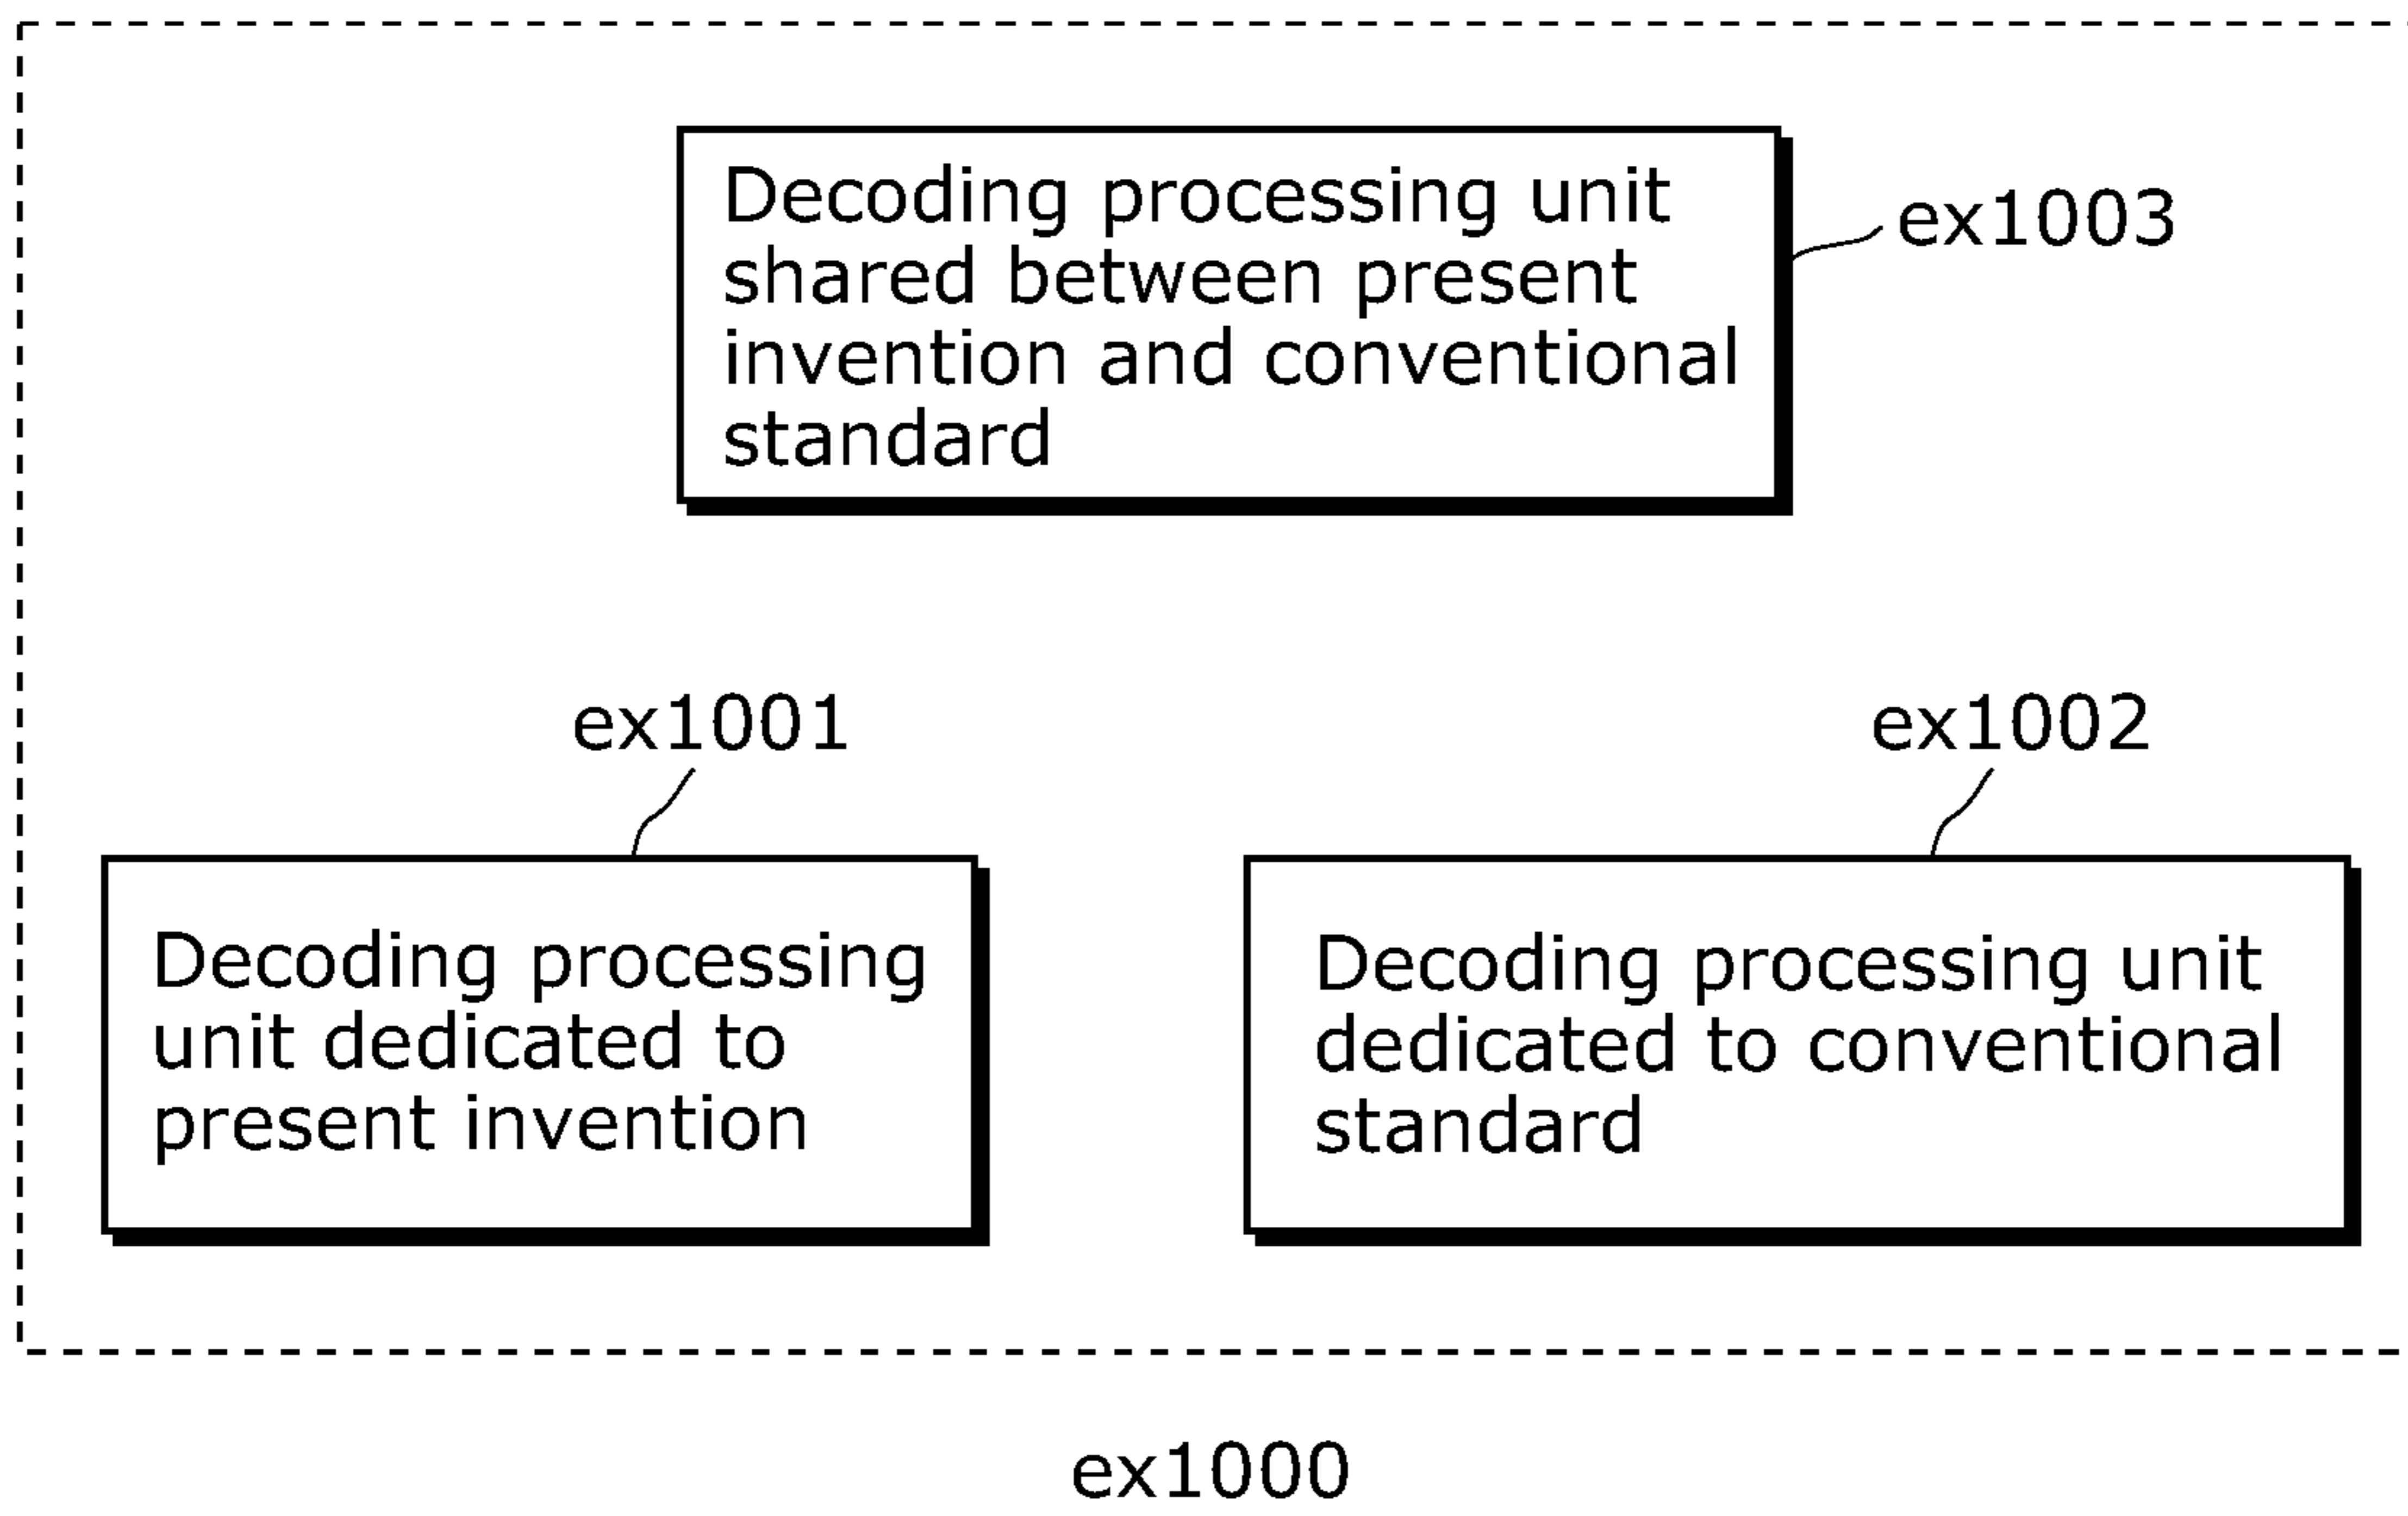 Decoding processing unit
shared between present
invention and conventional
standard
ex1003
ex1001
ex1002
Decoding processing
unit dedicated to
present invention
Decoding processing unit
dedicated to conventional
standard
ex1000